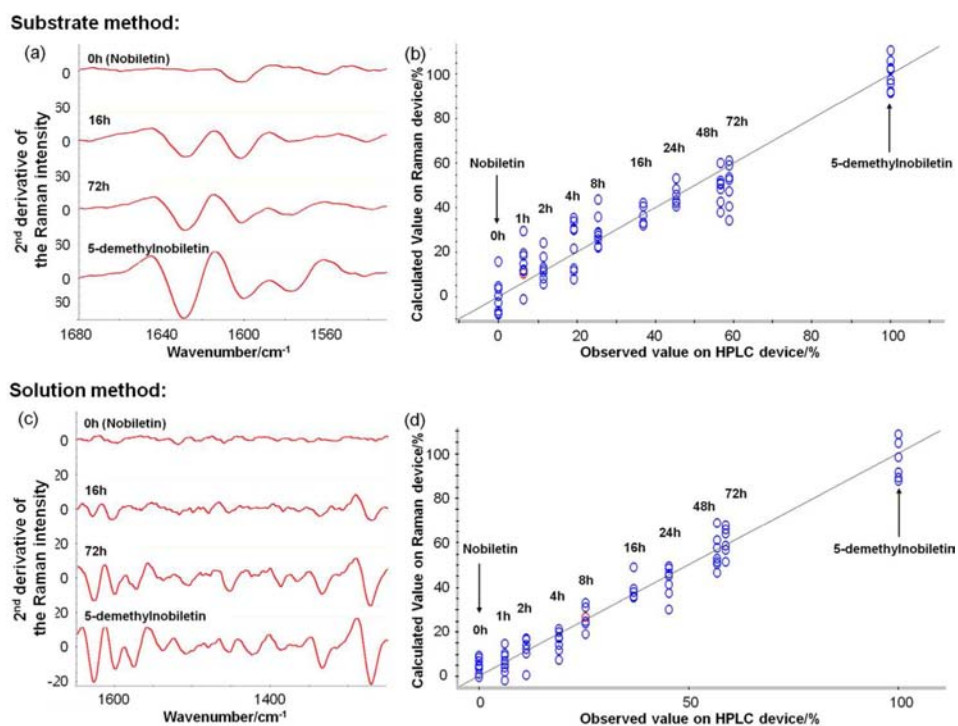 Substrate method:
(a)
0h (Nobiletin)
0
60
16h
0
60
72h
0
60
5-demethylnobiletin
0
60
2nd derivative of
the Raman intensity
1680 1640 1600 1560
Wavenumber/cm-1
(b)
Calculated Value on Raman device/%
100
80
60
40
20
0
Nobiletin
0h
1h
2h
4h
8h
16h
24h
48h
72h
5-demethylnobiletin
0 20 40 60 80 100
Observed value on HPLC device/%
Solution method:
(c)
0h (Nobiletin)
0
20
16h
0
20
72h
0
20
5-demethylnobiletin
0
-20
2nd derivative of
the Raman intensity
1600 1400
Wavenumber/cm-1
(d)
Calculated Value on Raman device/%
100
80
60
40
20
0
Nobiletin
0h
1h
2h
4h
8h
16h
24h
48h
72h
5-demethylnobiletin
0 50 100
Observed value on HPLC device/%